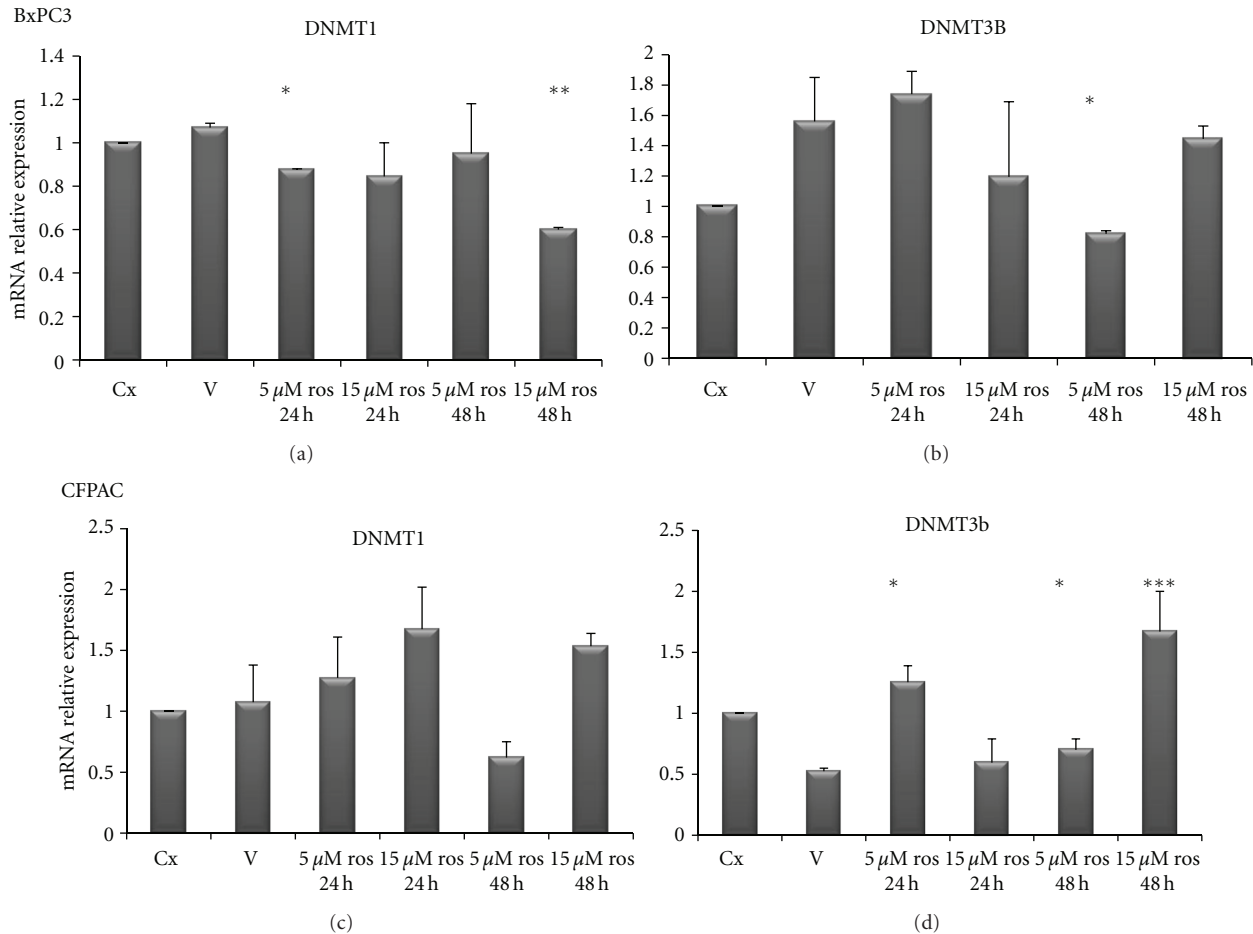 BxPC3
DNMT1
mRNA relative expression
1.4
1.2
1
0.8
0.6
0.4
0.2
0
*
**
Cx
V
5 μM ros
24 h
15 μM ros
24 h
5 μM ros
48 h
15 μM ros
48 h
(a)
DNMT3B
2
1.8
1.6
1.4
1.2
1
0.8
0.6
0.4
0.2
0
*
Cx
V
5 μM ros
24 h
15 μM ros
24 h
5 μM ros
48 h
15 μM ros
48 h
(b)
CFPAC
DNMT1
mRNA relative expression
2.5
2
1.5
1
0.5
0
Cx
V
5 μM ros
24 h
15 μM ros
24 h
5 μM ros
48 h
15 μM ros
48 h
(c)
DNMT3b
2.5
2
1.5
1
0.5
0
*
*
***
Cx
V
5 μM ros
24 h
15 μM ros
24 h
5 μM ros
48 h
15 μM ros
48 h
(d)